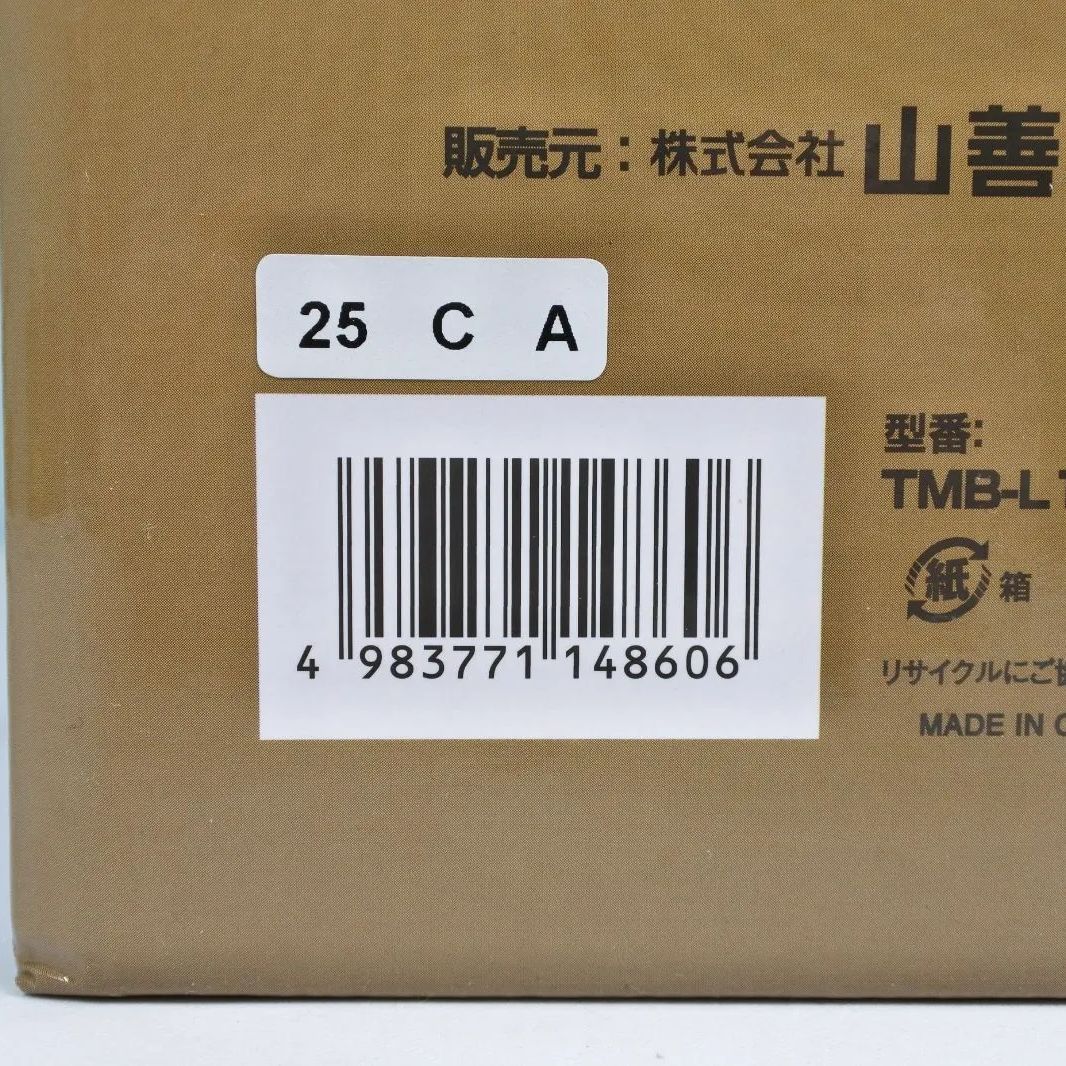 販売元：株式会社 山善
25 C A
4 983771 148606
型番:
TMB-L
紙 箱
リサイクルにご
MADE IN